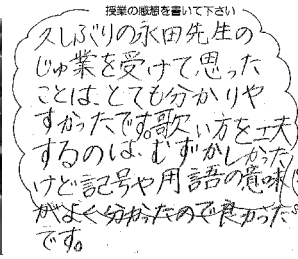 授業の感想を書いて下さい
久しぶりの永田先生の
じゅ業を受けて思った
ことは、とても分かりや
すかったです。歌い方を工夫
するのは、むずかしかった
けど記号や用語の意味
がよく分かったので良かった
です。